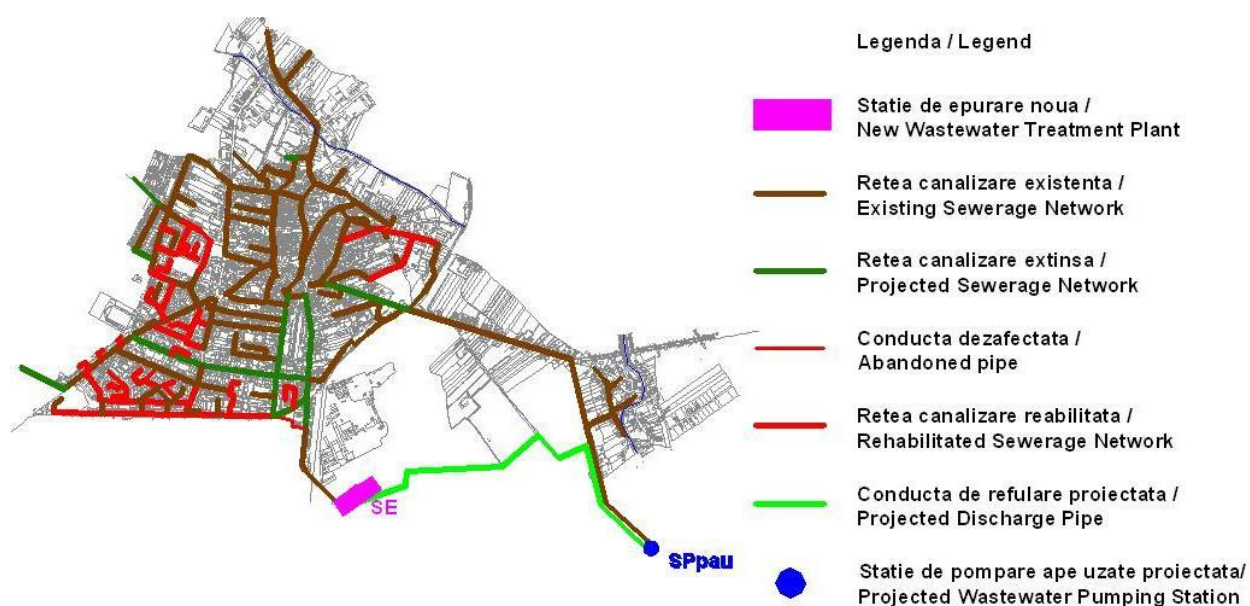 Legenda / Legend
Statie de epurare noua /
New Wastewater Treatment Plant
Retea canalizare existenta /
Existing Sewerage Network
Retea canalizare extinsa /
Projected Sewerage Network
Conducta dezafectata /
Abandoned pipe
Retea canalizare reabilitata /
Rehabilitated Sewerage Network
Conducta de refulare proiectata /
Projected Discharge Pipe
Statie de pompare ape uzate proiectata/
Projected Wastewater Pumping Station
SE
SPpau